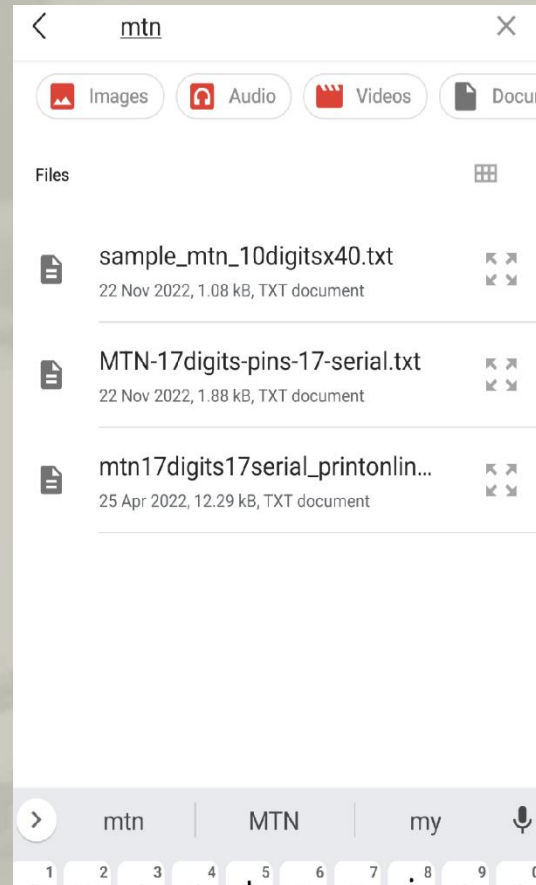 mtn
Images Audio Videos Docu
Files
sample_mtn_10digitsx40.txt
22 Nov 2022, 1.08 kB, TXT document
MTN-17digits-pins-17-serial.txt
22 Nov 2022, 1.88 kB, TXT document
mtn17digits17serial_printonlin...
25 Apr 2022, 12.29 kB, TXT document
mtn MTN my
1 2 3 4 5 6 7 8 9 0